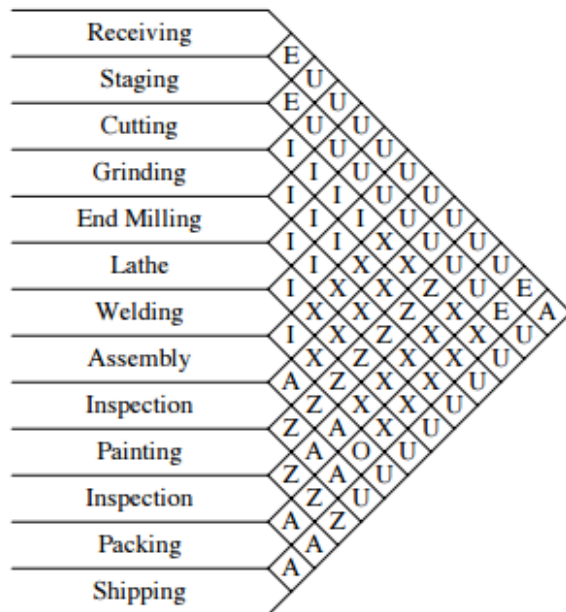 Receiving
E
Staging U
E U
Cutting U U
I U U
Grinding I U U
I I U U
End Milling I I U U
I I X U U
Lathe I X X U U
I X X Z U E
Welding X X Z X E A
I X Z X X U
Assembly X Z X X U
A Z X X U
Inspection Z X X U
Z A X U
Painting A O U
Z A U
Inspection Z U
A Z
Packing A
A
Shipping